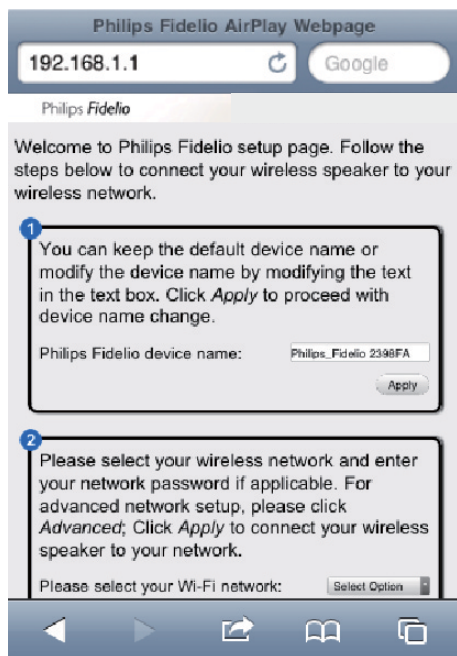 Philips Fidelio AirPlay Webpage
192.168.1.1
Google
Philips Fidelio
Welcome to Philips Fidelio setup page. Follow the
steps below to connect your wireless speaker to your
wireless network.
1
You can keep the default device name or
modify the device name by modifying the text
in the text box. Click Apply to proceed with
device name change.
Philips Fidelio device name: Philips_Fidelio 2398FA
Apply
2
Please select your wireless network and enter
your network password if applicable. For
advanced network setup, please click
Advanced; Click Apply to connect your wireless
speaker to your network.
Please select your Wi-Fi network: Select Option